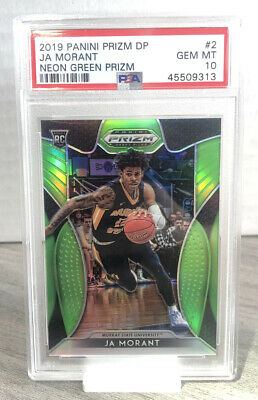 2019 PANINI PRIZM DP #2
JA MORANT GEM MT
NEON GREEN PRIZM 10
PSA 45509313
RC
PANINI
PRIZM
MURRAY STATE UNIVERSITY
JA MORANT